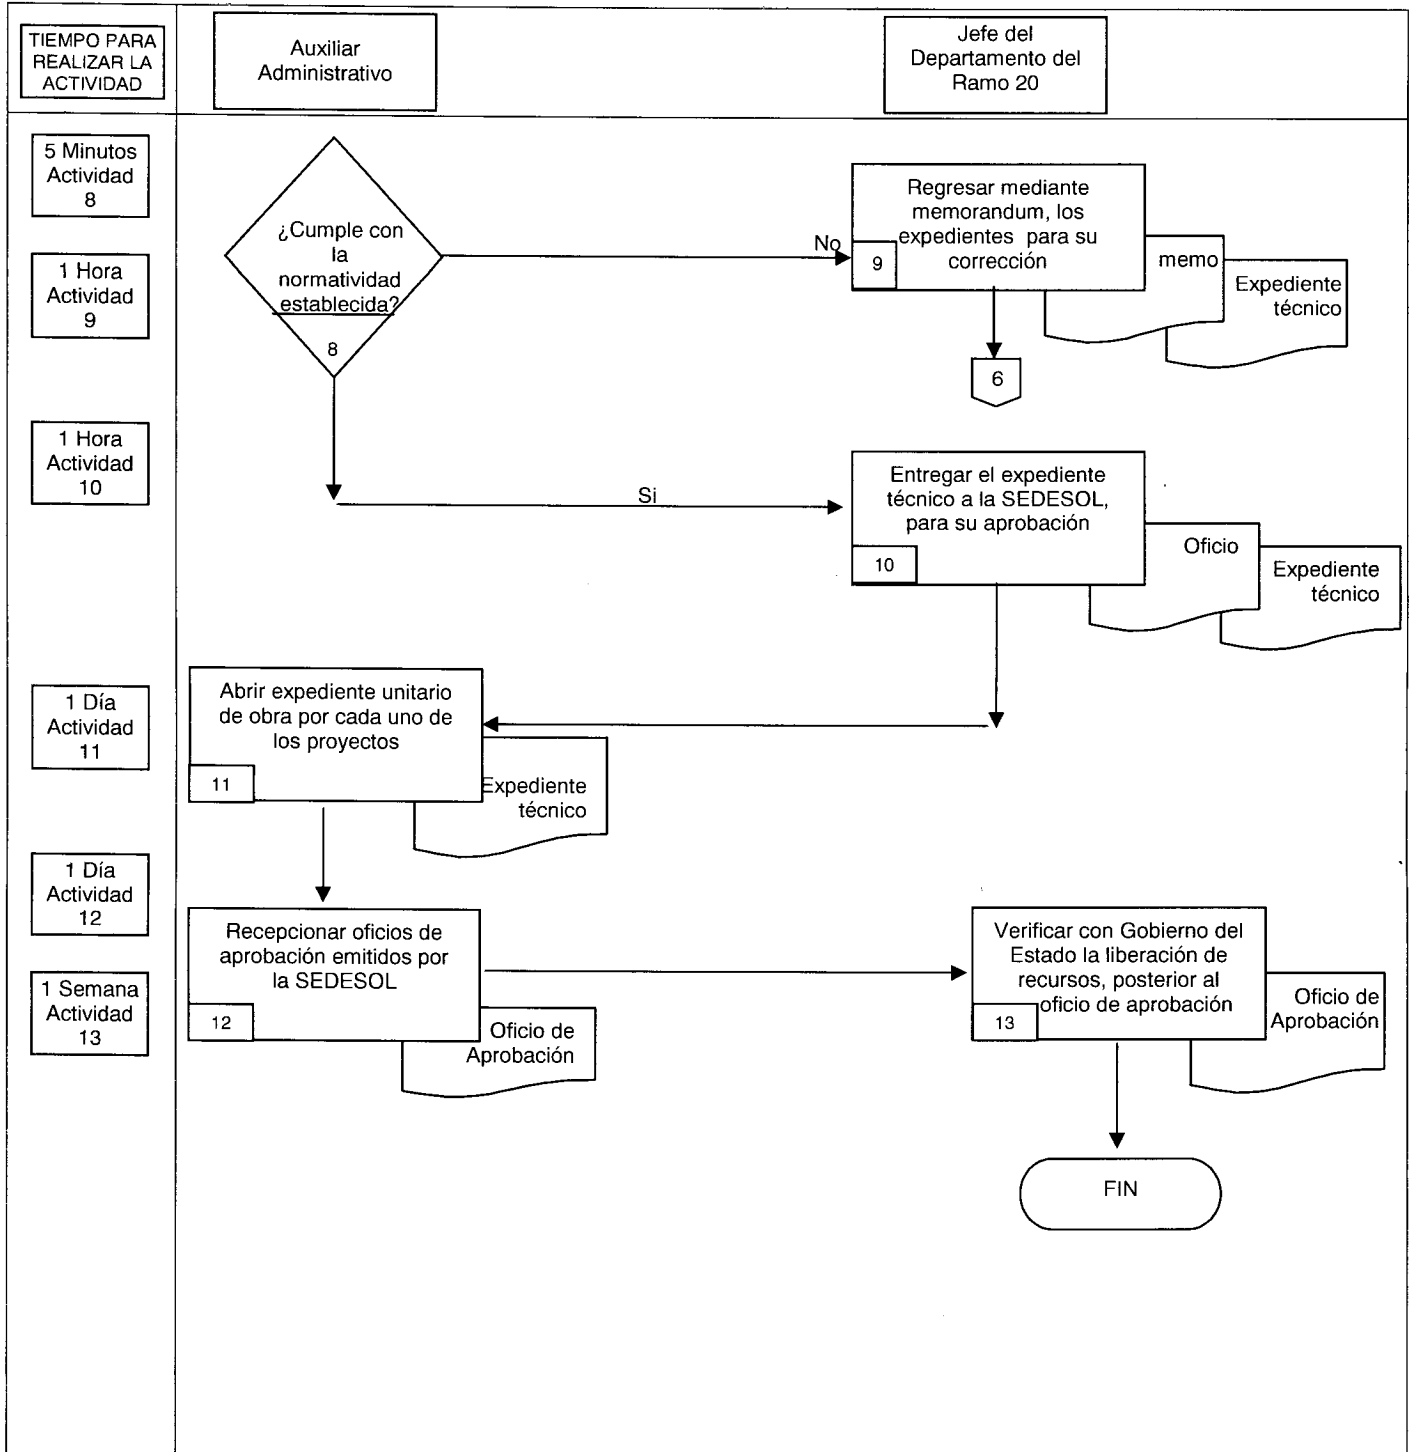 TIEMPO PARA
REALIZAR LA
ACTIVIDAD
Auxiliar
Administrativo
Jefe del
Departamento del
Ramo 20
5 Minutos
Actividad
8
¿Cumple con
la
normatividad
establecida?
8
No
Regresar mediante
memorandum, los
expedientes para su
corrección
9
memo
Expediente
técnico
1 Hora
Actividad
9
6
1 Hora
Actividad
10
Si
Entregar el expediente
técnico a la SEDESOL,
para su aprobación
10
Oficio
Expediente
técnico
1 Día
Actividad
11
Abrir expediente unitario
de obra por cada uno de
los proyectos
11
Expediente
técnico
1 Día
Actividad
12
Recepcionar oficios de
aprobación emitidos por
la SEDESOL
12
Oficio de
Aprobación
Verificar con Gobierno del
Estado la liberación de
recursos, posterior al
oficio de aprobación
13
Oficio de
Aprobación
1 Semana
Actividad
13
FIN